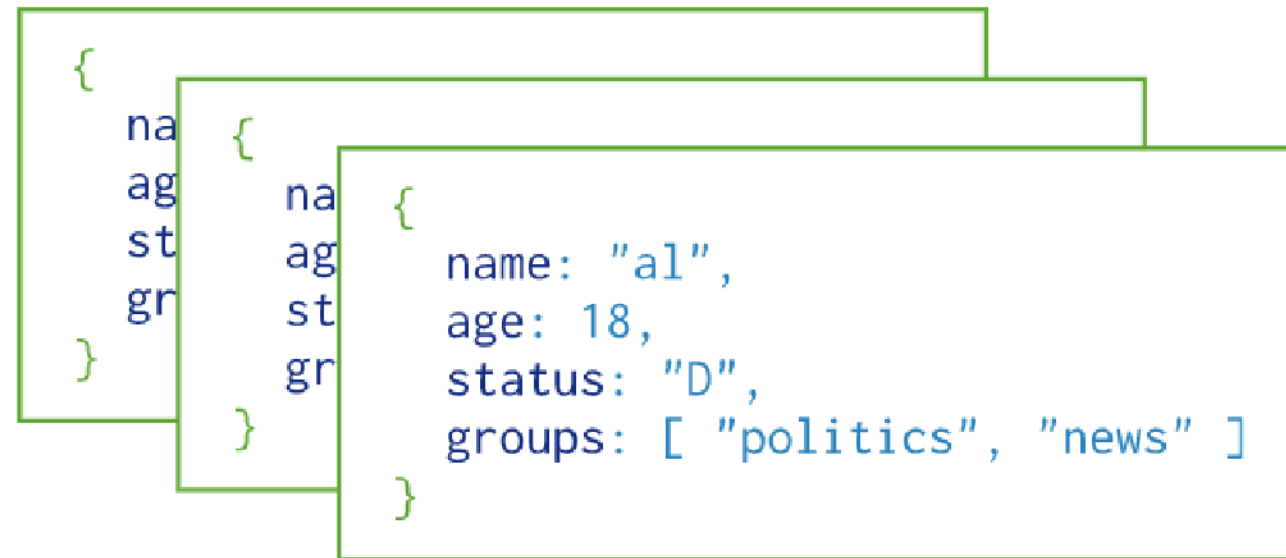 {
na
ag
st
gr
}
{
na
ag
st
gr
}
{
name: "al",
age: 18,
status: "D",
groups: [ "politics", "news" ]
}